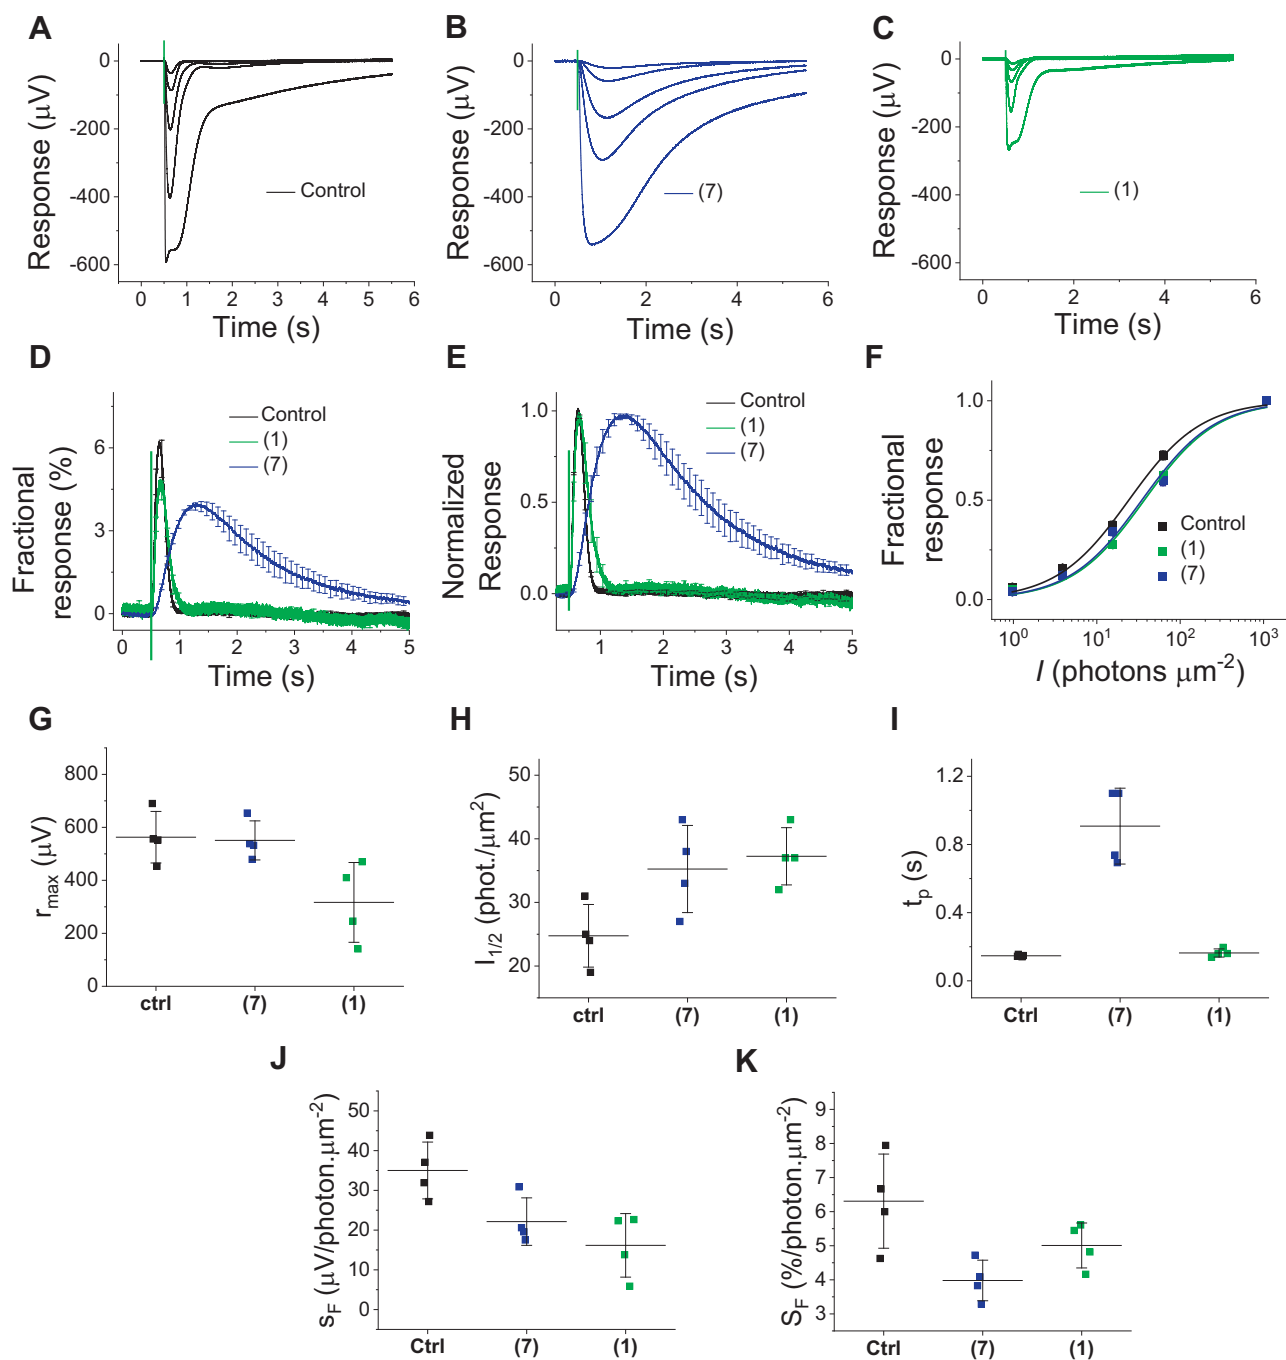 A
B
C
Response (μV)
0
-200
-400
-600
Control
0 1 2 3 4 5 6
Time (s)
Response (μV)
0
-200
-400
-600
(7)
0 2 4 6
Time (s)
Response (μV)
0
-200
-400
-600
(1)
0 2 4 6
Time (s)
D
E
F
Fractional
response (%)
6
3
0
Control
(1)
(7)
0 1 2 3 4 5
Time (s)
Normalized
Response
1.0
0.5
0.0
Control
(1)
(7)
1 2 3 4 5
Time (s)
Fractional
response
1.0
0.5
0.0
Control
(1)
(7)
10⁰ 10¹ 10² 10³
I (photons μm⁻²)
G
H
I
r_max (μV)
800
600
400
200
0
ctrl (7) (1)
I_1/2 (phot./μm²)
50
40
30
20
ctrl (7) (1)
t_p (s)
1.2
0.8
0.4
0.0
Ctrl (7) (1)
J
K
s_F (μV/photon.μm⁻²)
50
40
30
20
10
0
Ctrl (7) (1)
S_F (%/photon.μm⁻²)
9
8
7
6
5
4
3
Ctrl (7) (1)